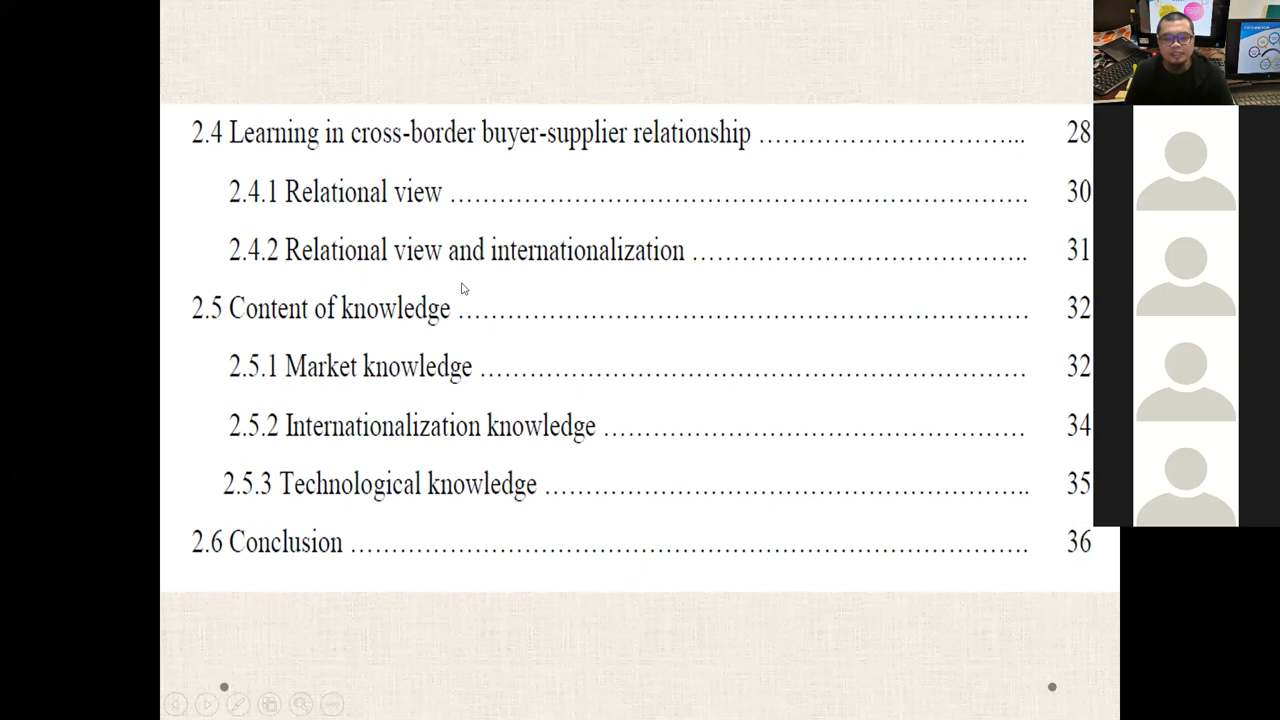 2.4 Learning in cross-border buyer-supplier relationship ................................ 28
2.4.1 Relational view ........................................................................ 30
2.4.2 Relational view and internationalization .......................................... 31
2.5 Content of knowledge ..................................................................... 32
2.5.1 Market knowledge .................................................................... 32
2.5.2 Internationalization knowledge .................................................... 34
2.5.3 Technological knowledge ............................................................ 35
2.6 Conclusion .................................................................................. 36